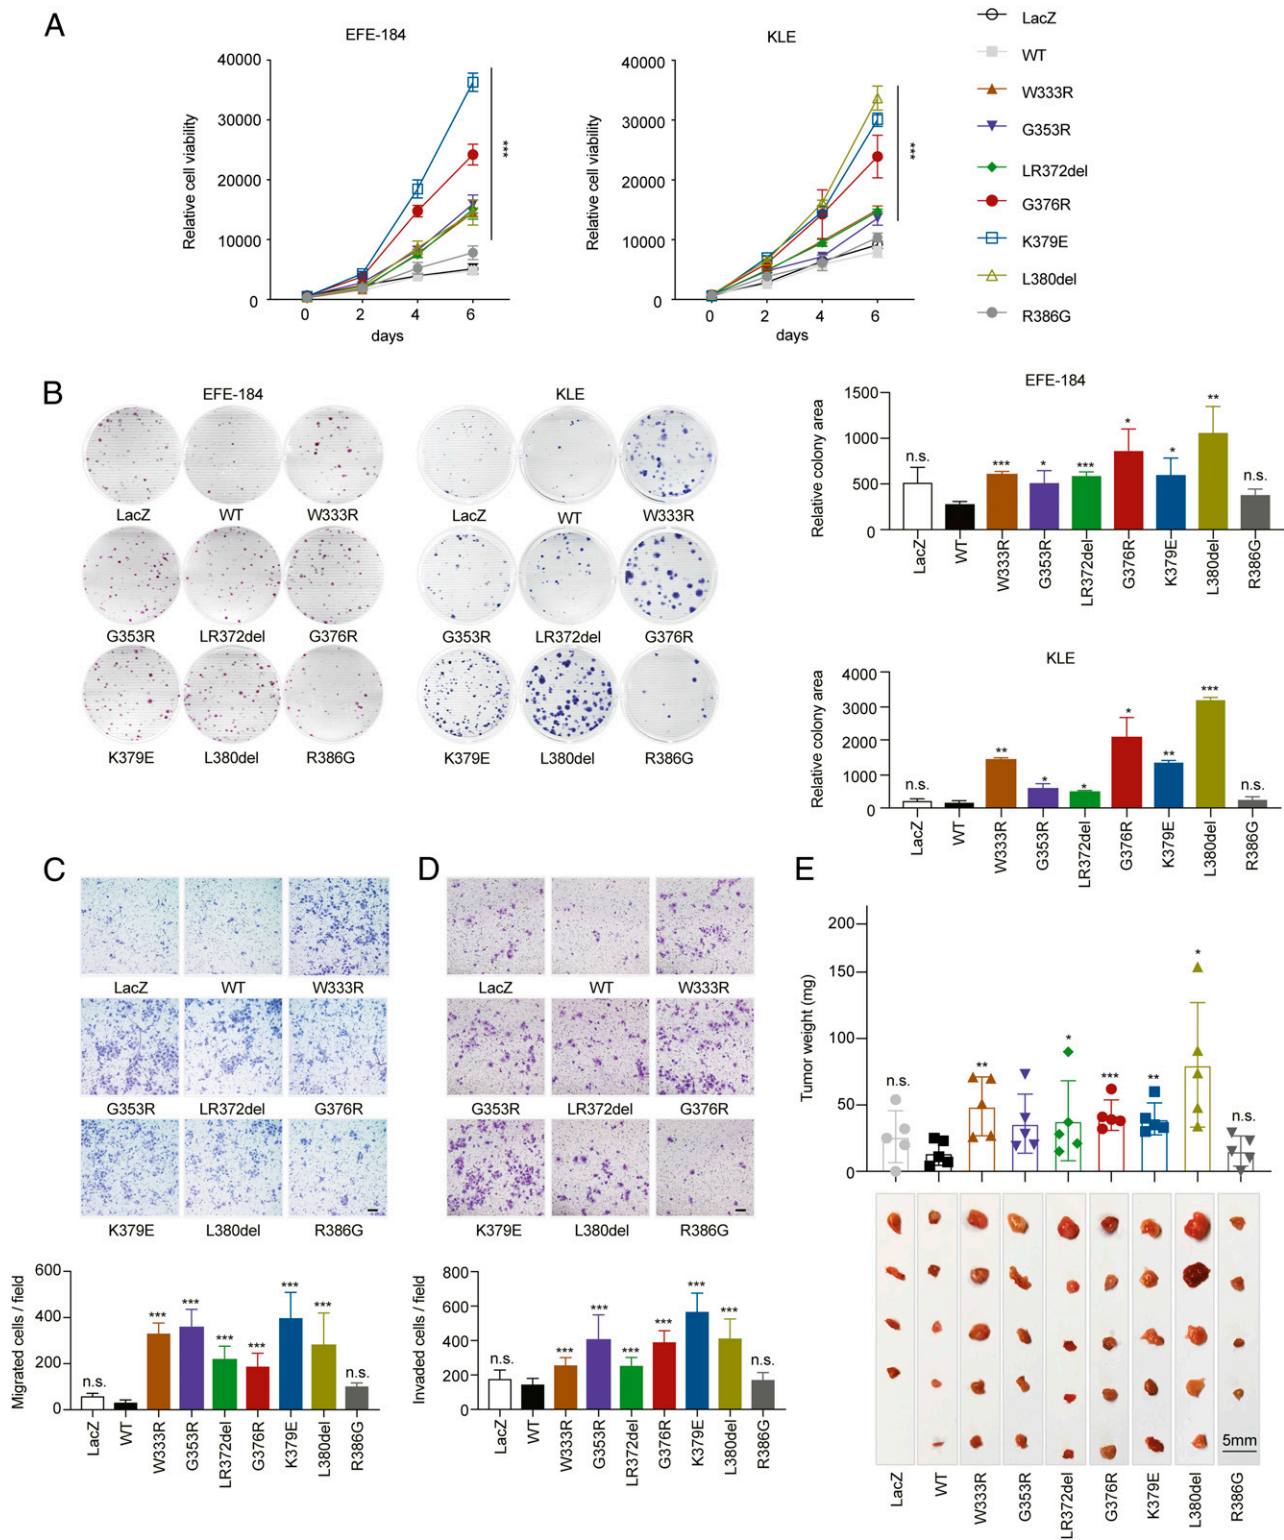 A
EFE-184
Relative cell viability
40000
30000
20000
10000
0
0 2 4 6
days
***
KLE
Relative cell viability
40000
30000
20000
10000
0
0 2 4 6
days
***
LacZ
WT
W333R
G353R
LR372del
G376R
K379E
L380del
R386G
B
EFE-184
LacZ WT W333R
G353R LR372del G376R
K379E L380del R386G
KLE
LacZ WT W333R
G353R LR372del G376R
K379E L380del R386G
EFE-184
Relative colony area
1500
1000
500
0
n.s. *** * *** * * ** n.s.
LacZ WT W333R G353R LR372del G376R K379E L380del R386G
KLE
Relative colony area
4000
3000
2000
1000
0
n.s. ** * * * ** *** n.s.
LacZ WT W333R G353R LR372del G376R K379E L380del R386G
C
LacZ WT W333R
G353R LR372del G376R
K379E L380del R386G
Migrated cells / field
600
400
200
0
n.s. *** *** *** *** *** *** n.s.
LacZ WT W333R G353R LR372del G376R K379E L380del R386G
D
LacZ WT W333R
G353R LR372del G376R
K379E L380del R386G
Invaded cells / field
800
600
400
200
0
n.s. *** *** *** *** *** *** n.s.
LacZ WT W333R G353R LR372del G376R K379E L380del R386G
E
Tumor weight (mg)
200
150
100
50
0
n.s. ** * *** ** * n.s.
5mm
LacZ WT W333R G353R LR372del G376R K379E L380del R386G